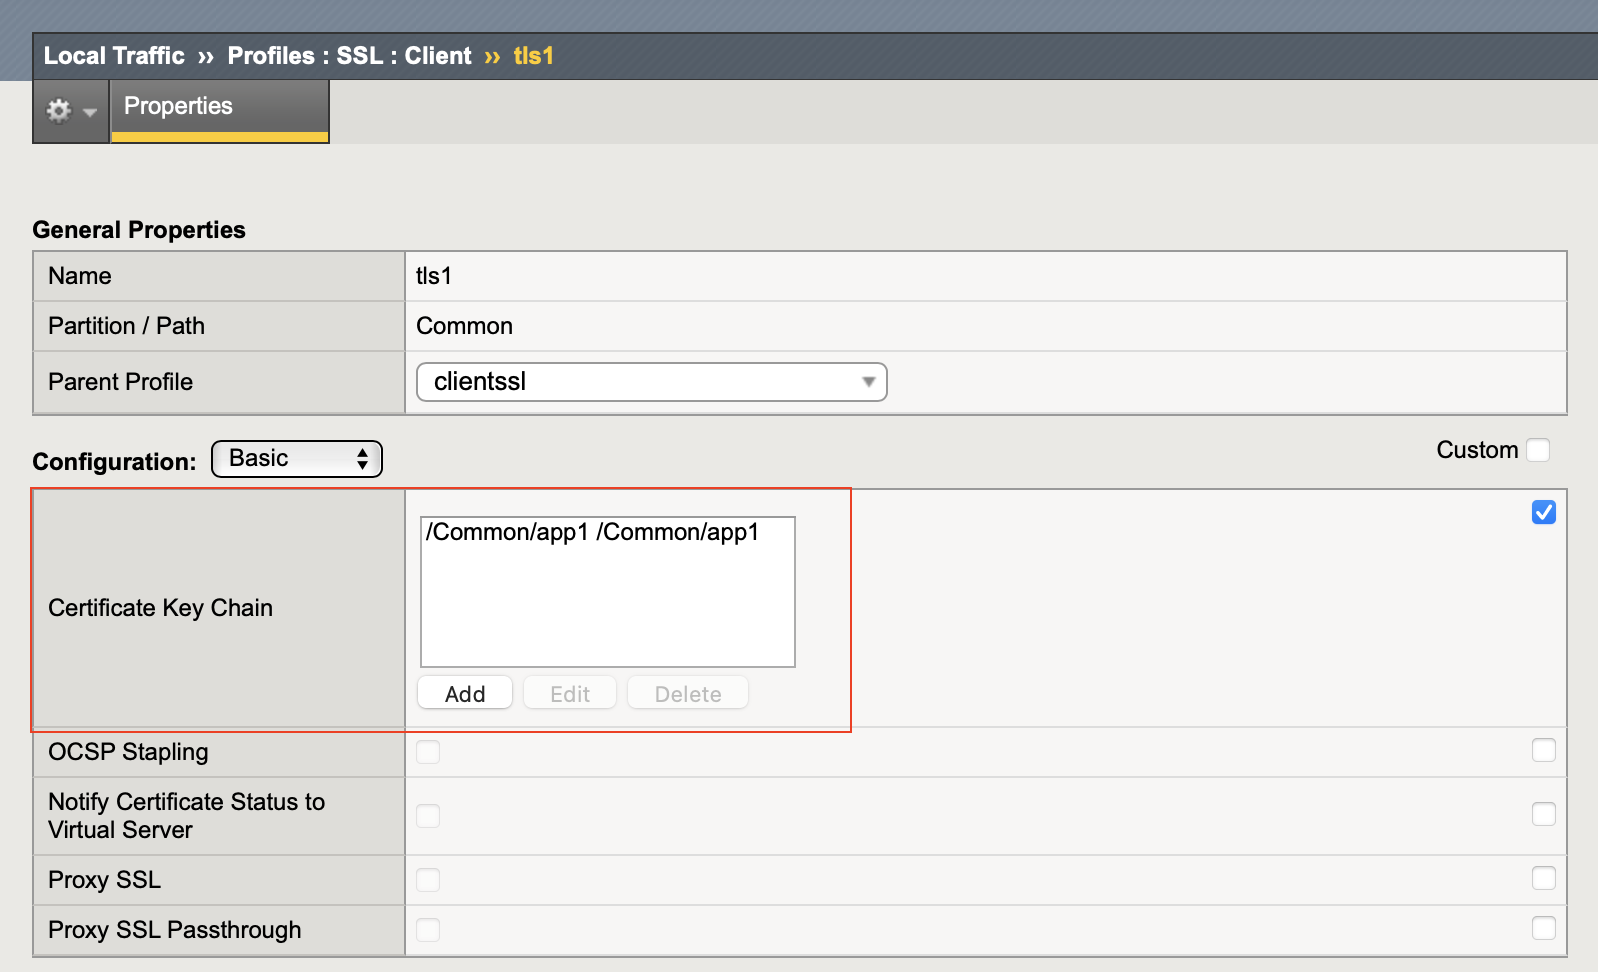 Local Traffic ›› Profiles : SSL : Client ›› tls1
Properties
General Properties
Name tls1
Partition / Path Common
Parent Profile clientssl
Configuration: Basic Custom
Certificate Key Chain
/Common/app1 /Common/app1
Add Edit Delete
OCSP Stapling
Notify Certificate Status to
Virtual Server
Proxy SSL
Proxy SSL Passthrough